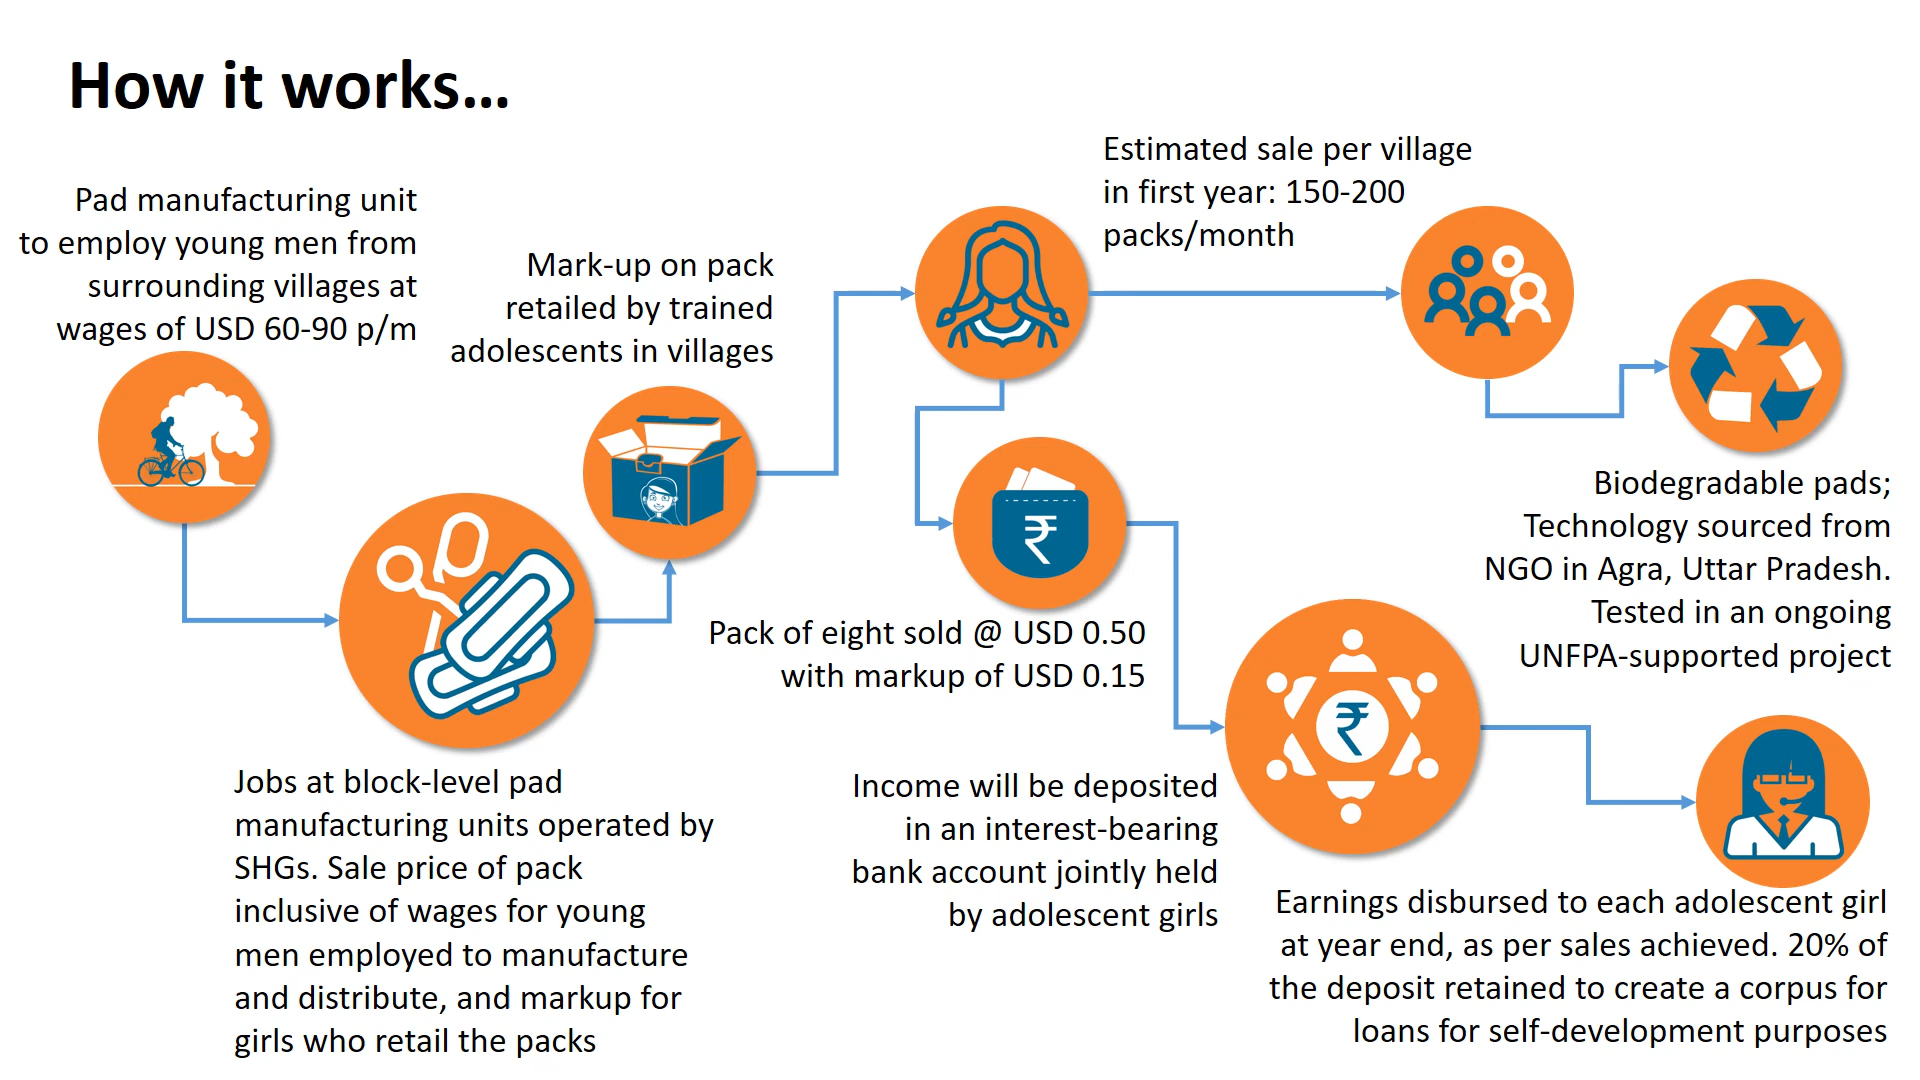 How it works...
Pad manufacturing unit
to employ young men from
surrounding villages at
wages of USD 60-90 p/m
Jobs at block-level pad
manufacturing units operated by
SHGs. Sale price of pack
inclusive of wages for young
men employed to manufacture
and distribute, and markup for
girls who retail the packs
Mark-up on pack
retailed by trained
adolescents in villages
Estimated sale per village
in first year: 150-200
packs/month
Biodegradable pads;
Technology sourced from
NGO in Agra, Uttar Pradesh.
Tested in an ongoing
UNFPA-supported project
₹
Pack of eight sold @ USD 0.50
with markup of USD 0.15
₹
Income will be deposited
in an interest-bearing
bank account jointly held
by adolescent girls
Earnings disbursed to each adolescent girl
at year end, as per sales achieved. 20% of
the deposit retained to create a corpus for
loans for self-development purposes